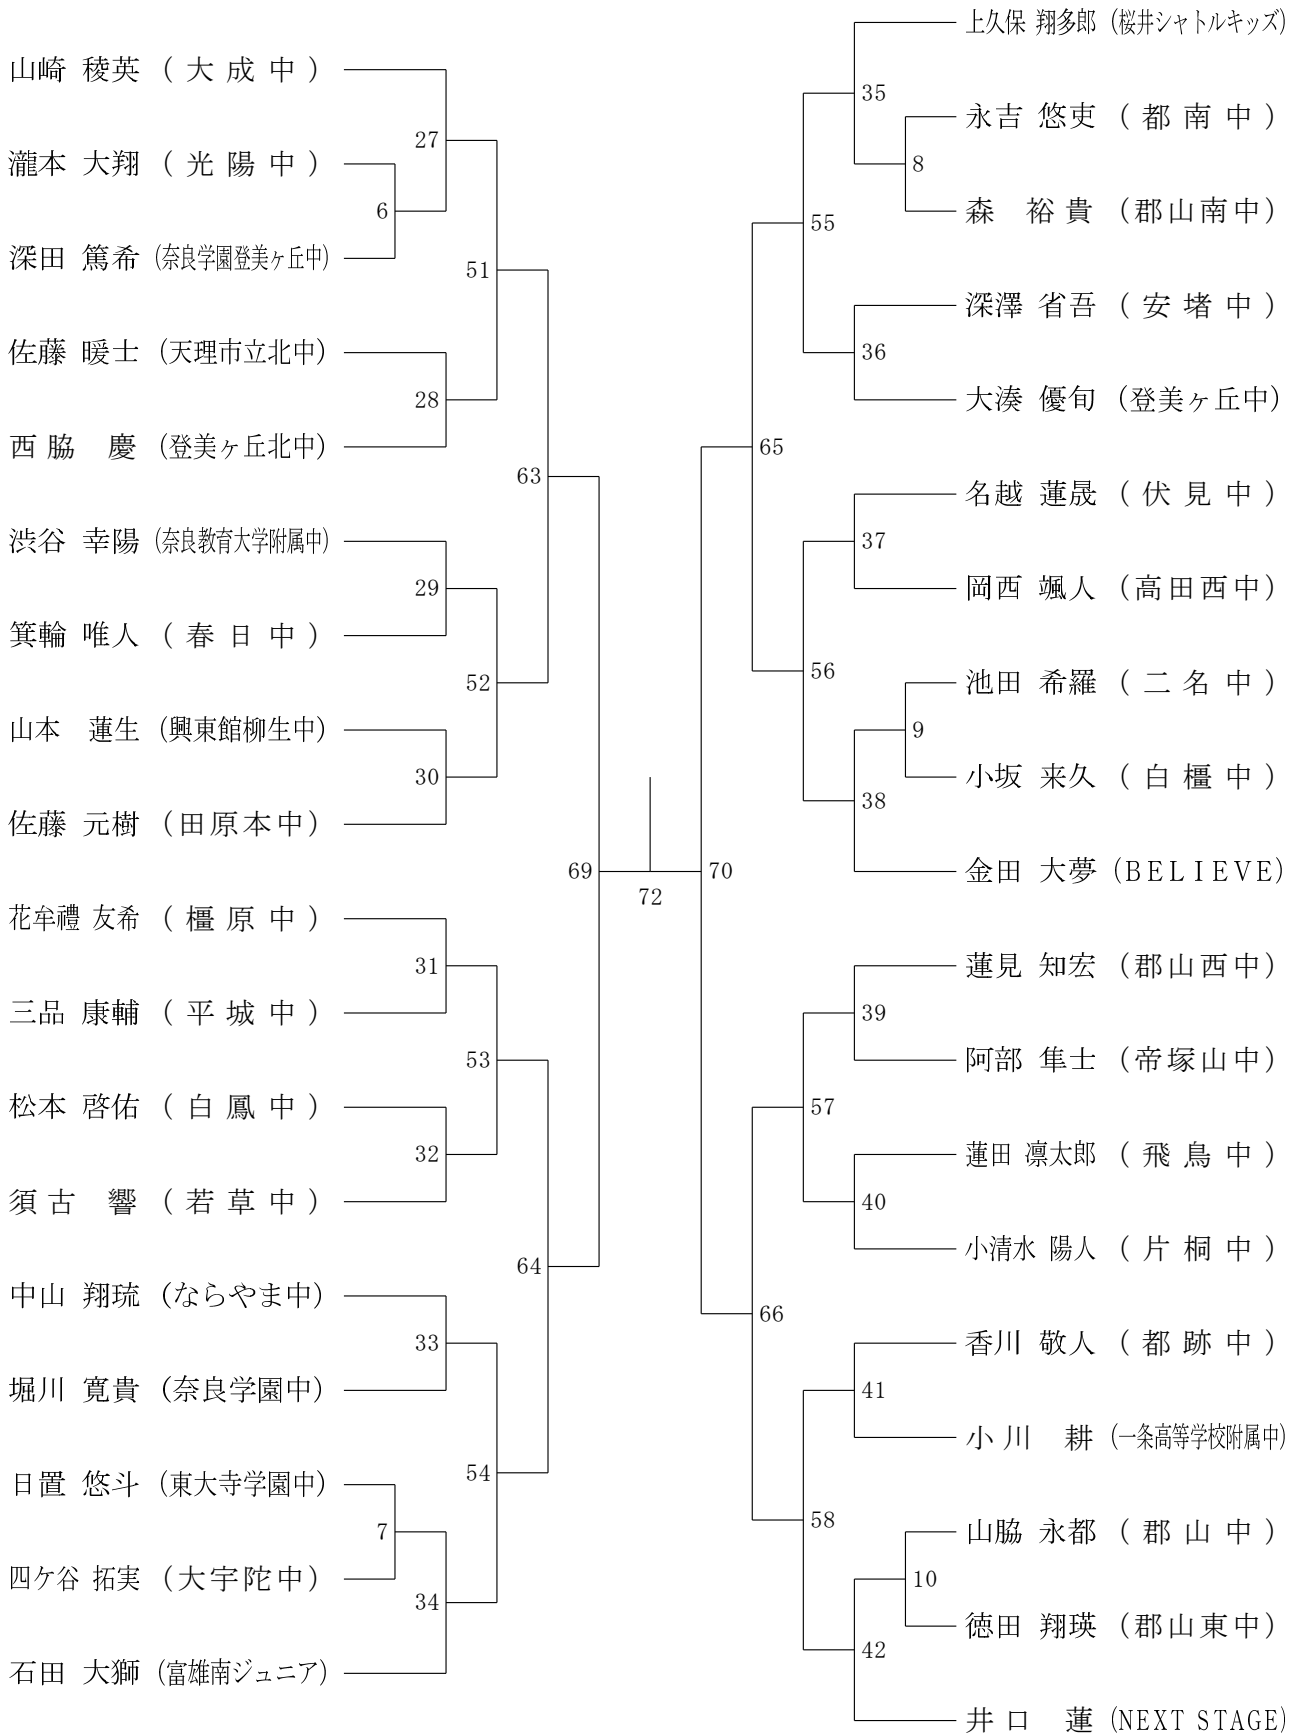 山崎 稜英 ( 大 成 中 )
瀧本 大翔 ( 光 陽 中 )
深田 篤希 (奈良学園登美ヶ丘中)
佐藤 暖士 (天理市立北中)
西 脇 慶 (登美ヶ丘北中)
渋谷 幸陽 (奈良教育大学附属中)
箕輪 唯人 ( 春 日 中 )
山本 蓮生 (興東館柳生中)
佐藤 元樹 (田原本中)
花牟禮 友希 ( 橿 原 中 )
三品 康輔 ( 平 城 中 )
松本 啓佑 ( 白 鳳 中 )
須 古 響 ( 若 草 中 )
中山 翔琉 (ならやま中)
堀川 寛貴 (奈良学園中)
日置 悠斗 (東大寺学園中)
四ケ谷 拓実 (大宇陀中)
石田 大獅 (富雄南ジュニア)
27
6
51
28
63
29
52
30
69
31
53
32
64
33
54
7
34
72
70
35
8
55
36
65
37
56
9
38
39
57
40
66
41
58
10
42
上久保 翔多郎 (桜井シャトルキッズ)
永吉 悠吏 ( 都 南 中 )
森 裕 貴 (郡山南中)
深澤 省吾 ( 安 堵 中 )
大湊 優旬 (登美ヶ丘中)
名越 蓮晟 ( 伏 見 中 )
岡西 颯人 (高田西中)
池田 希羅 ( 二 名 中 )
小坂 来久 ( 白 橿 中 )
金田 大夢 (BELIEVE)
蓮見 知宏 (郡山西中)
阿部 隼士 (帝塚山中)
蓮田 凛太郎 ( 飛 鳥 中 )
小清水 陽人 ( 片 桐 中 )
香川 敬人 ( 都 跡 中 )
小 川 耕 (一条高等学校附属中)
山脇 永都 ( 郡 山 中 )
徳田 翔瑛 (郡山東中)
井 口 蓮 (NEXT STAGE)